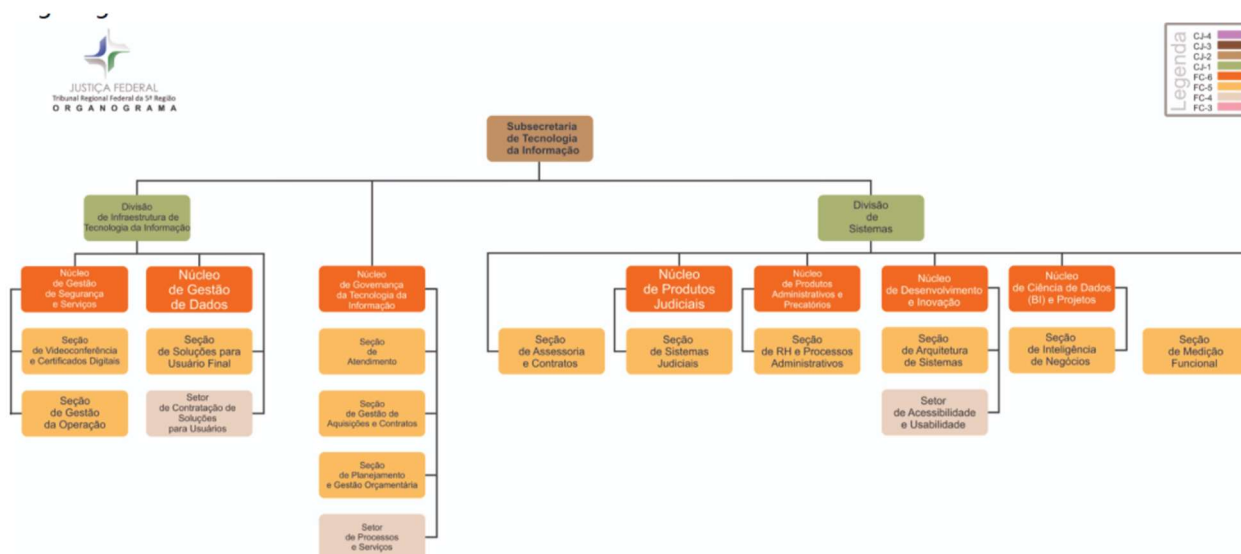 JUSTIÇA FEDERAL
Tribunal Regional Federal da 5ª Região
ORGANOGRAMA
Legenda
CJ-4
CJ-3
CJ-2
CJ-1
FC-6
FC-5
FC-4
FC-3
Subsecretaria
de Tecnologia
da Informação
Divisão
de Infraestrutura de
Tecnologia da Informação
Divisão
de
Sistemas
Núcleo
de Gestão
de Segurança
e Serviços
Núcleo
de Gestão
de Dados
Núcleo
de Governança
da Tecnologia da
Informação
Núcleo
de Produtos
Judiciais
Núcleo
de Produtos
Administrativos e
Precatórios
Núcleo
de Desenvolvimento
e Inovação
Núcleo
de Ciência de Dados
(BI) e Projetos
Seção
de Videoconferência
e Certificados Digitais
Seção
de Soluções para
Usuário Final
Seção
de
Atendimento
Seção
de Assessoria
e Contratos
Seção
de Sistemas
Judiciais
Seção
de RH e Processos
Administrativos
Seção
de Arquitetura
de Sistemas
Seção
de Inteligência
de Negócios
Seção
de Medição
Funcional
Seção
de Gestão
da Operação
Setor
de Contratação de
Soluções
para Usuários
Seção
de Gestão de
Aquisições e Contratos
Setor
de Acessibilidade
e Usabilidade
Seção
de Planejamento
e Gestão Orçamentária
Setor
de Processos
e Serviços